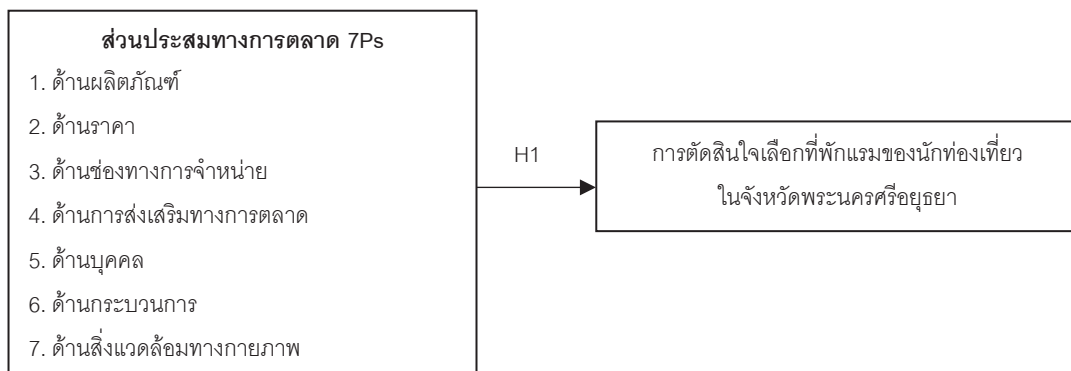 ส่วนประสมทางการตลาด 7Ps
1. ด้านผลิตภัณฑ์
2. ด้านราคา
3. ด้านช่องทางการจำหน่าย
4. ด้านการส่งเสริมทางการตลาด
5. ด้านบุคคล
6. ด้านกระบวนการ
7. ด้านสิ่งแวดล้อมทางกายภาพ
H1
การตัดสินใจเลือกที่พักแรมของนักท่องเที่ยว
ในจังหวัดพระนครศรีอยุธยา